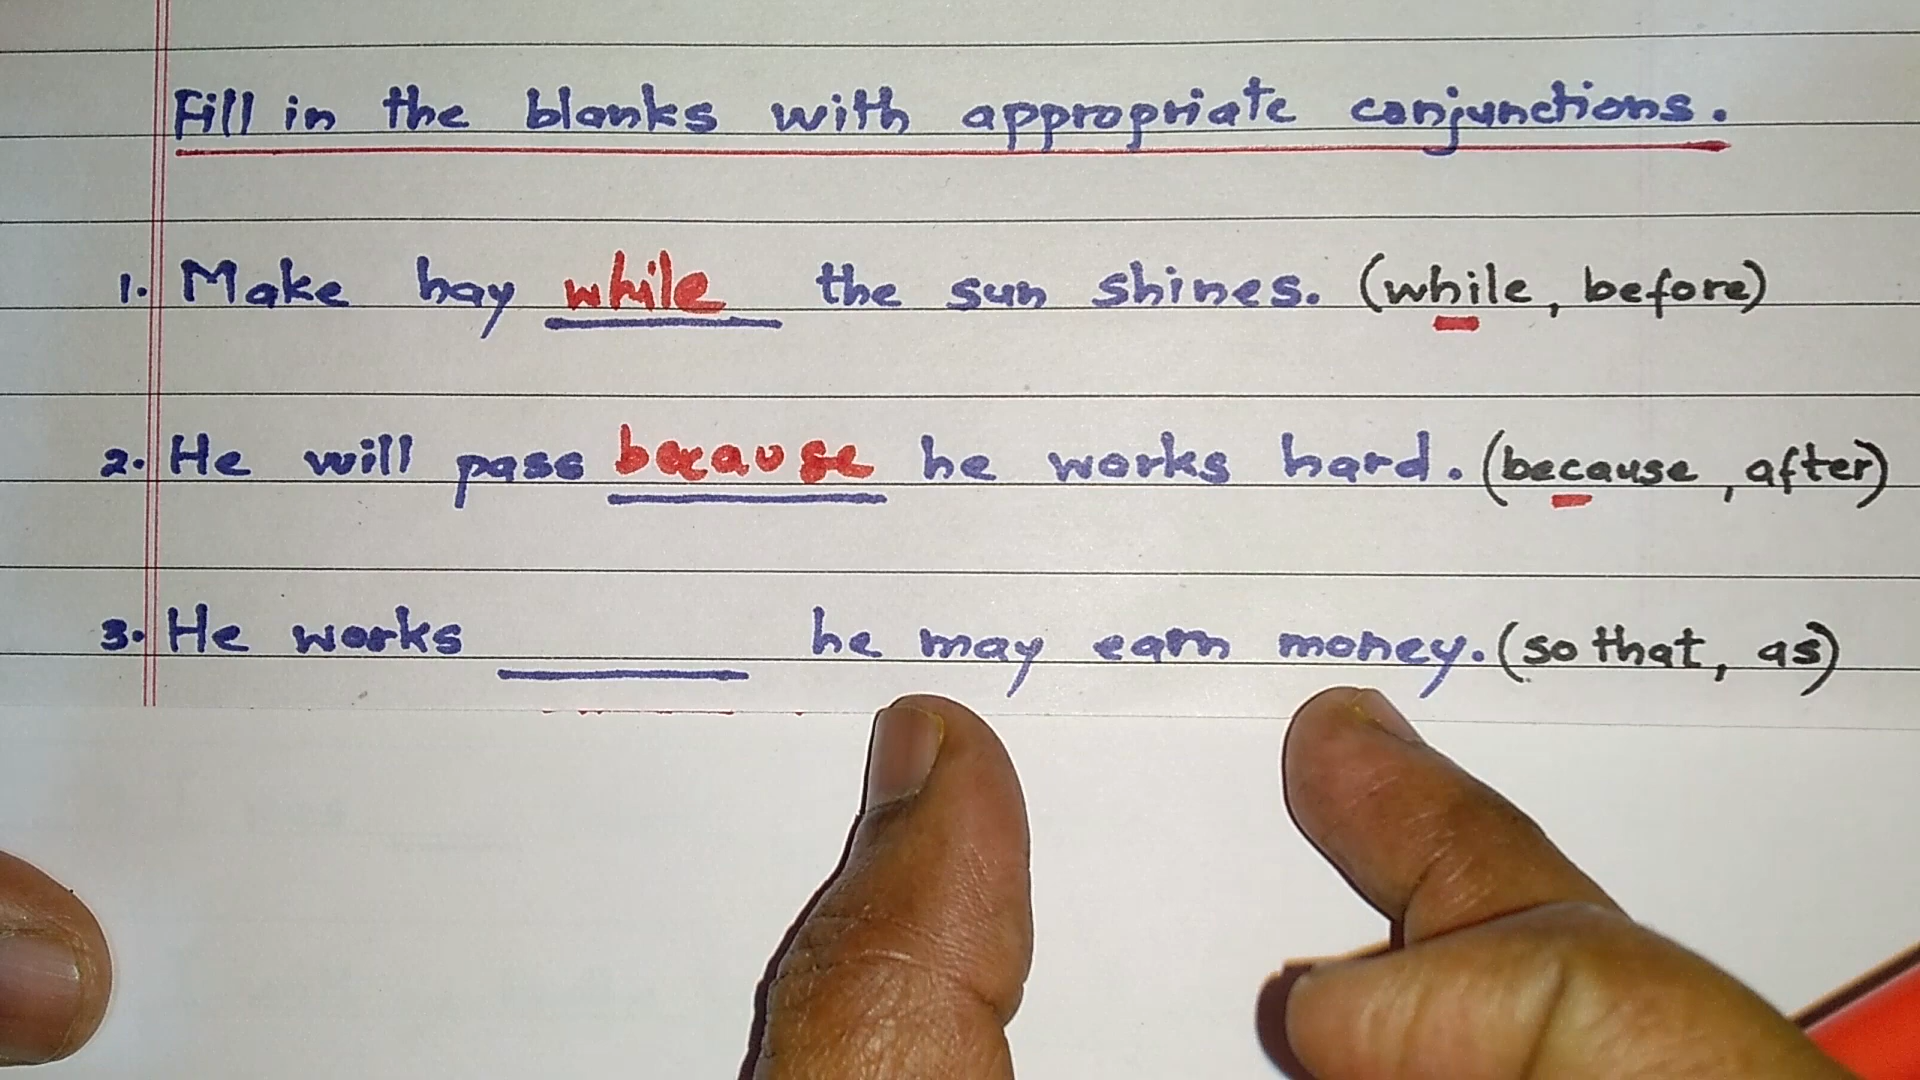 Fill in the blanks with appropriate conjunctions.
1. Make hay while the sun shines. (while, before)
2. He will pass because he works hard. (because, after)
3. He works ________ he may earn money. (so that, as)